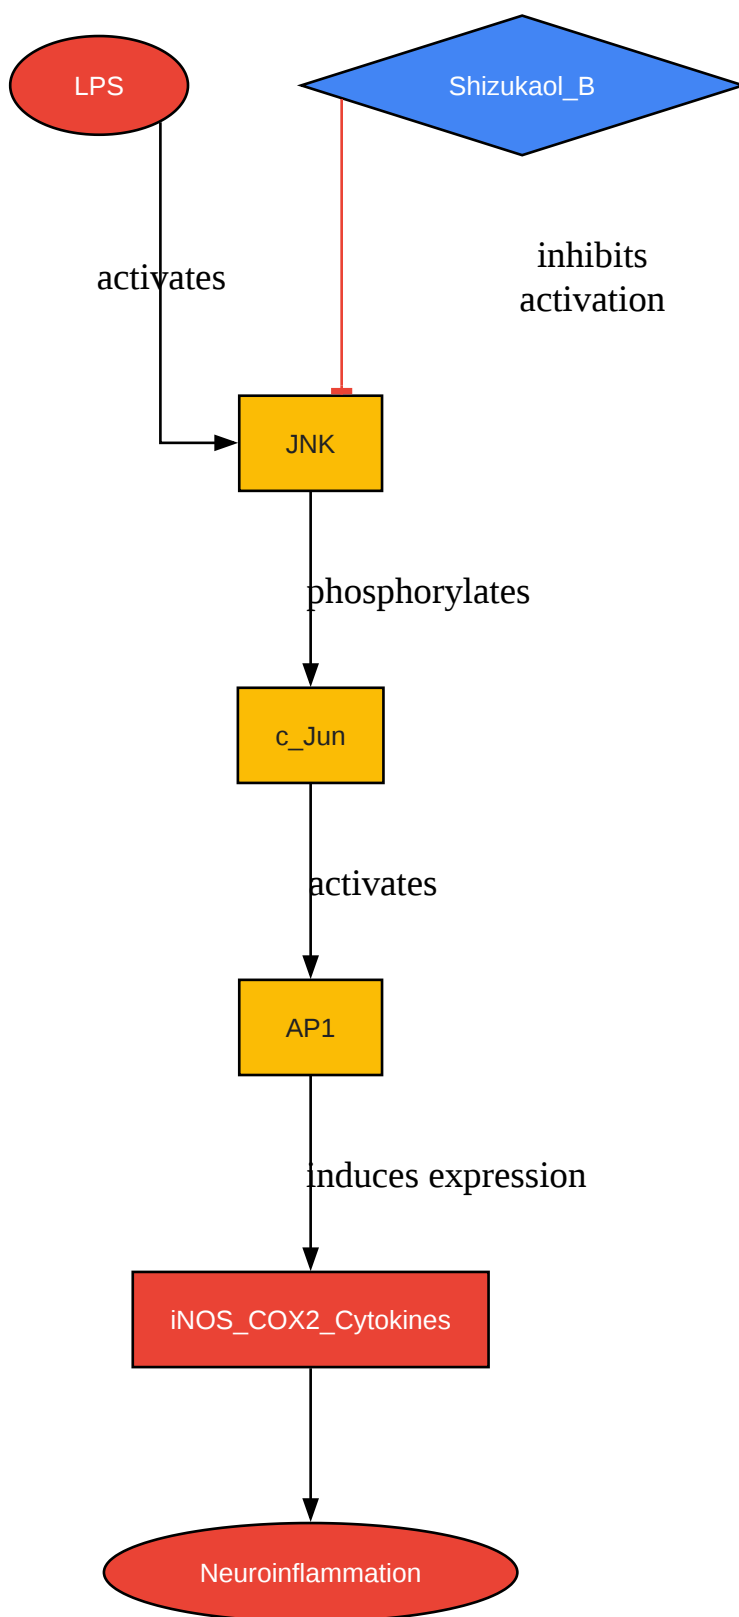 LPS
Shizukaol_B
activates
inhibits
activation
JNK
phosphorylates
c_Jun
activates
AP1
induces expression
iNOS_COX2_Cytokines
Neuroinflammation